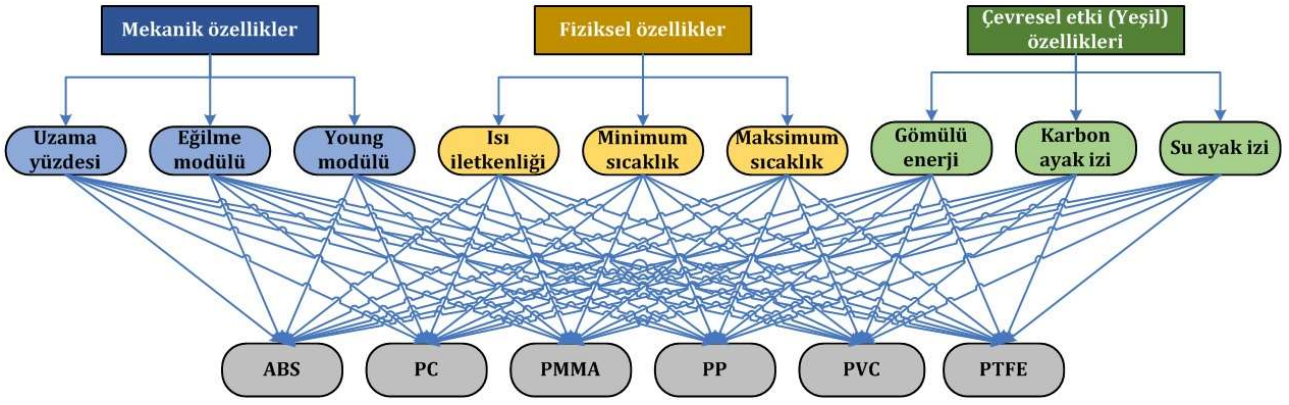 Mekanik özellikler
Fiziksel özellikler
Çevresel etki (Yeşil)
özellikleri
Uzama
yüzdesi
Eğilme
modülü
Young
modülü
Isı
iletkenliği
Minimum
sıcaklık
Maksimum
sıcaklık
Gömülü
enerji
Karbon
ayak izi
Su ayak izi
ABS
PC
PMMA
PP
PVC
PTFE